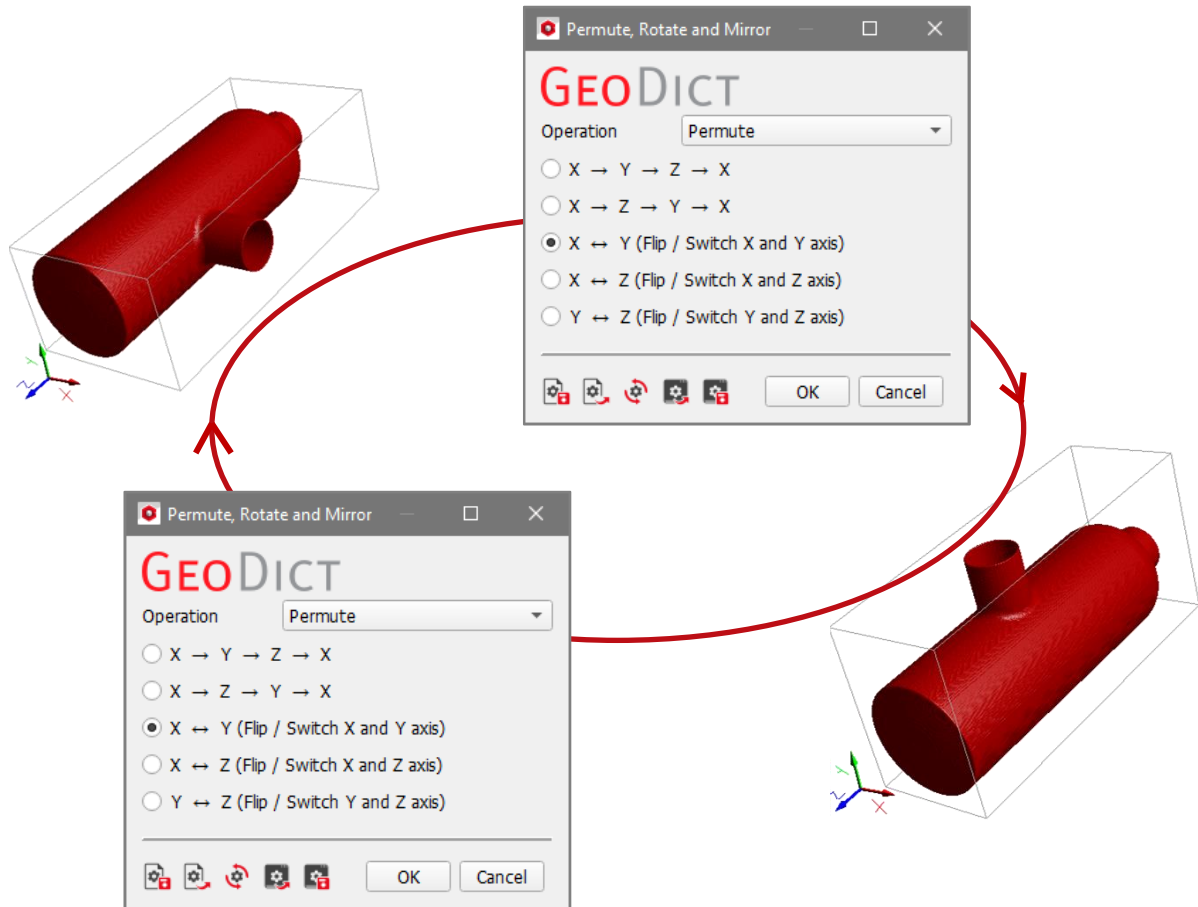 Permute, Rotate and Mirror
GEODICT
Operation Permute
X → Y → Z → X
X → Z → Y → X
X ↔ Y (Flip / Switch X and Y axis)
X ↔ Z (Flip / Switch X and Z axis)
Y ↔ Z (Flip / Switch Y and Z axis)
OK Cancel
Y
Z
X
Permute, Rotate and Mirror
GEODICT
Operation Permute
X → Y → Z → X
X → Z → Y → X
X ↔ Y (Flip / Switch X and Y axis)
X ↔ Z (Flip / Switch X and Z axis)
Y ↔ Z (Flip / Switch Y and Z axis)
OK Cancel
Y
Z
X